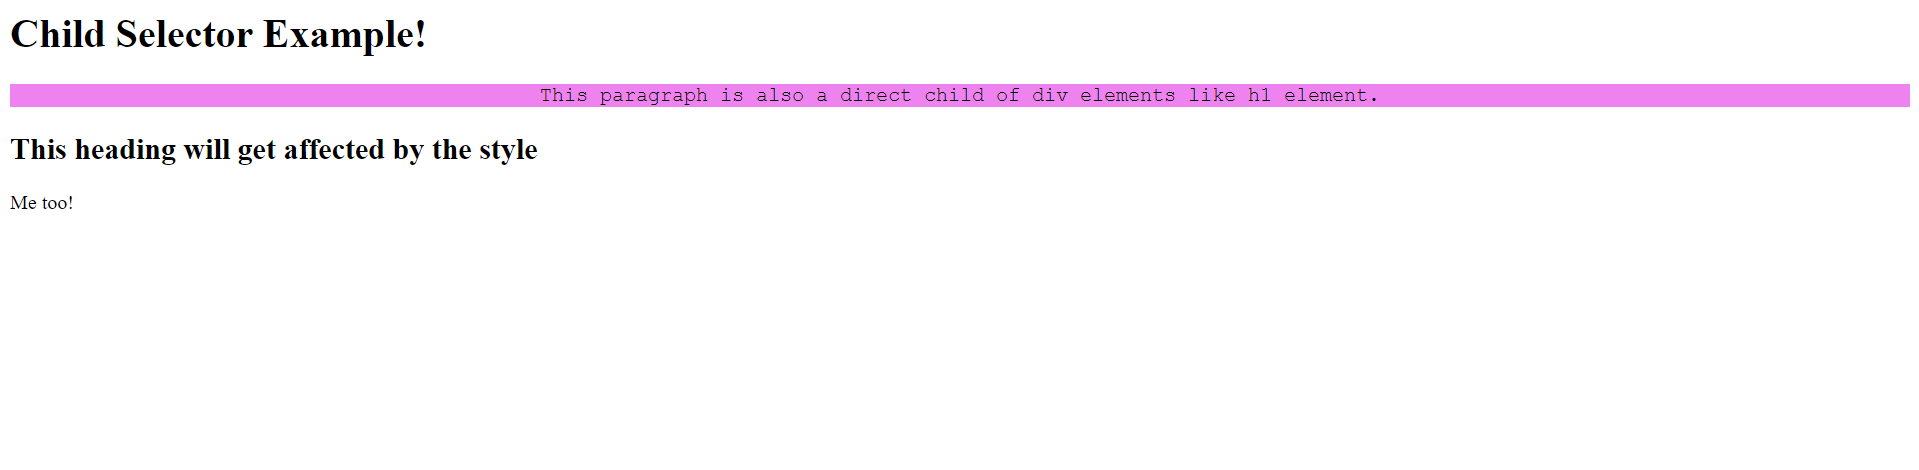 Child Selector Example!
This paragraph is also a direct child of div elements like h1 element.
This heading will get affected by the style
Me too!